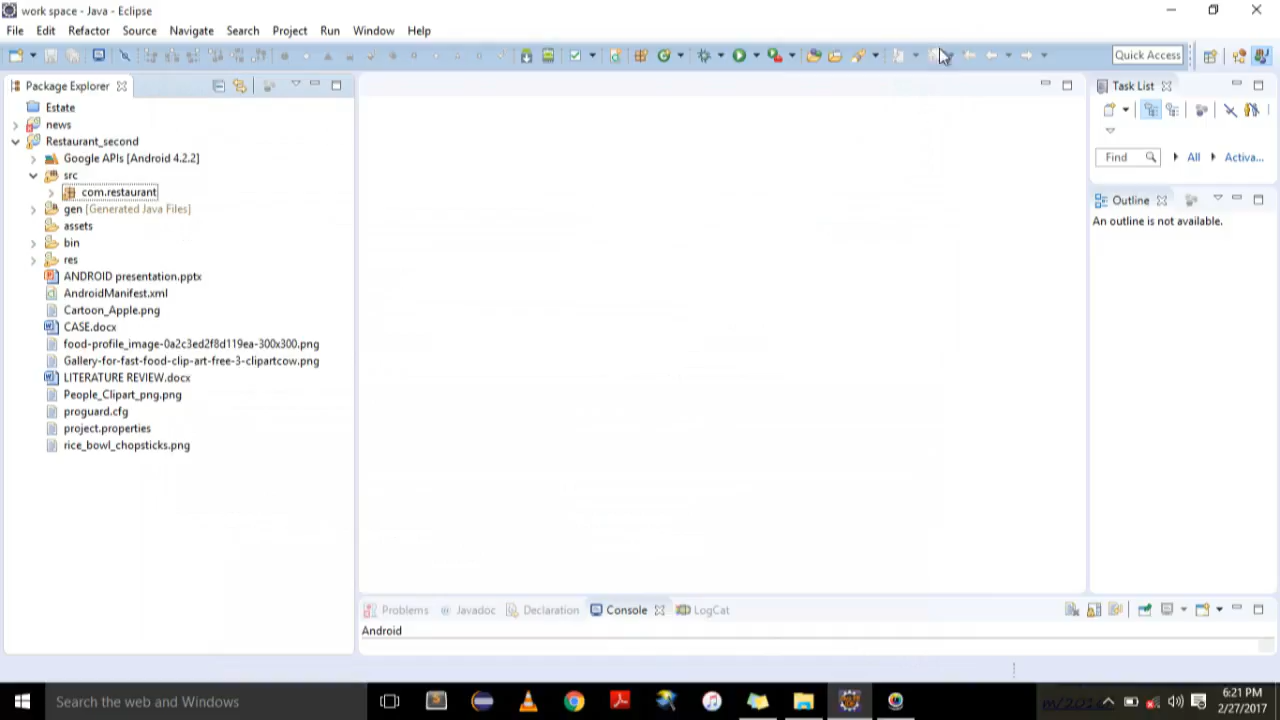 work space - Java - Eclipse
File Edit Refactor Source Navigate Search Project Run Window Help
Quick Access
Package Explorer
Task List
Estate
news
Restaurant_second
Google APIs [Android 4.2.2]
Find All Activa...
src
com.restaurant
Outline
gen [Generated Java Files]
An outline is not available.
assets
bin
res
ANDROID presentation.pptx
AndroidManifest.xml
Cartoon_Apple.png
CASE.docx
food-profile_image-0a2c3ed2f8d119ea-300x300.png
Gallery-for-fast-food-clip-art-free-3-clipartcow.png
LITERATURE REVIEW.docx
People_Clipart_png.png
proguard.cfg
project.properties
rice_bowl_chopsticks.png
Problems Javadoc Declaration Console LogCat
Android
Search the web and Windows
6:21 PM
2/27/2017